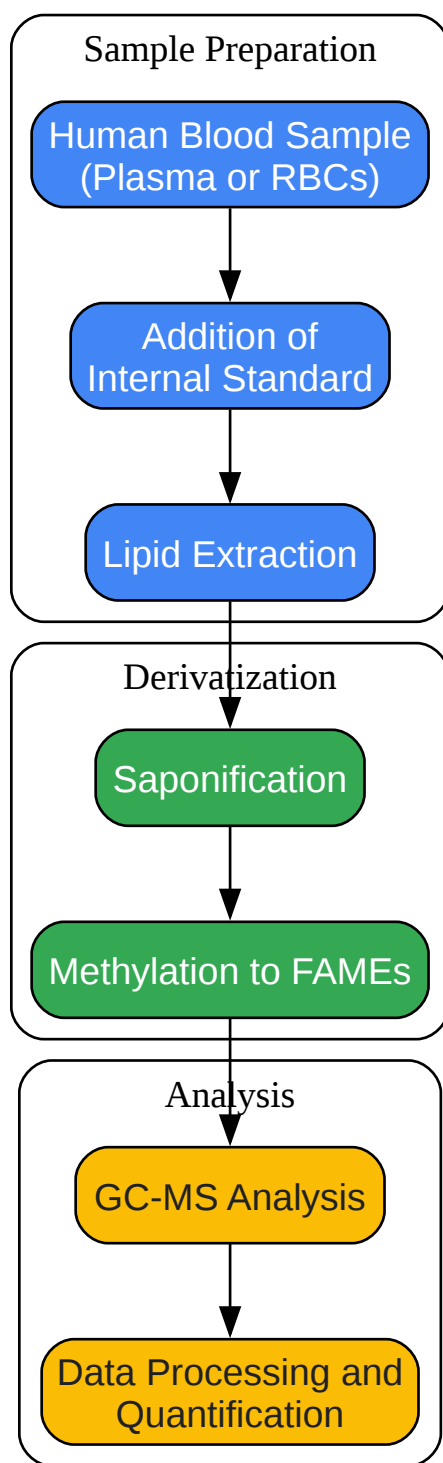 Sample Preparation
Human Blood Sample
(Plasma or RBCs)
Addition of
Internal Standard
Lipid Extraction
Derivatization
Saponification
Methylation to FAMEs
Analysis
GC-MS Analysis
Data Processing and
Quantification